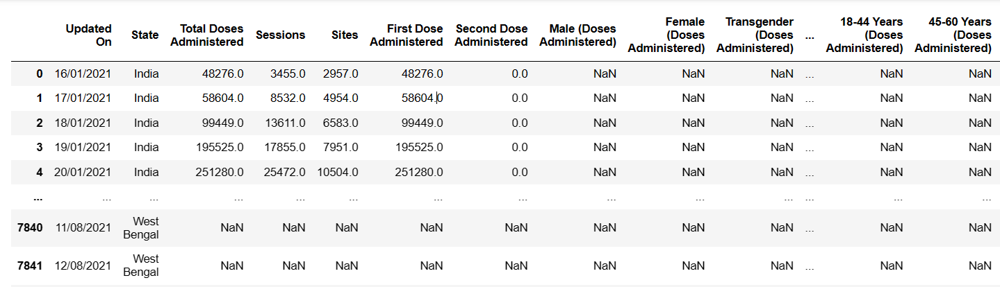 Updated On State Total Doses Administered Sessions Sites First Dose Administered Second Dose Administered Male (Doses Administered) Female (Doses Administered) Transgender (Doses Administered) ... 18-44 Years (Doses Administered) 45-60 Years (Doses Administered)
0 16/01/2021 India 48276.0 3455.0 2957.0 48276.0 0.0 NaN NaN NaN ... NaN NaN
1 17/01/2021 India 58604.0 8532.0 4954.0 58604.0 0.0 NaN NaN NaN ... NaN NaN
2 18/01/2021 India 99449.0 13611.0 6583.0 99449.0 0.0 NaN NaN NaN ... NaN NaN
3 19/01/2021 India 195525.0 17855.0 7951.0 195525.0 0.0 NaN NaN NaN ... NaN NaN
4 20/01/2021 India 251280.0 25472.0 10504.0 251280.0 0.0 NaN NaN NaN ... NaN NaN
... ... ... ... ... ... ... ... ... ... ... ... ... ...
7840 11/08/2021 West Bengal NaN NaN NaN NaN NaN NaN NaN NaN ... NaN NaN
7841 12/08/2021 West Bengal NaN NaN NaN NaN NaN NaN NaN NaN ... NaN NaN